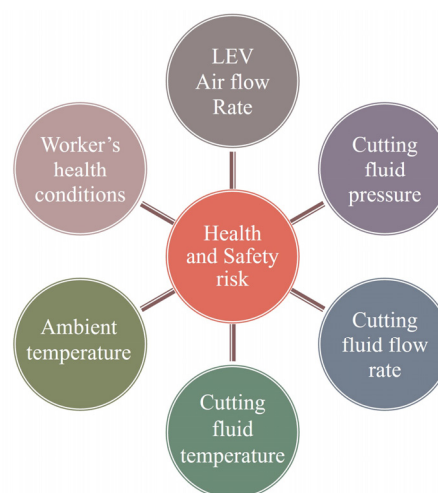 LEV
Air flow
Rate
Cutting
fluid
pressure
Cutting
fluid flow
rate
Cutting
fluid
temperature
Ambient
temperature
Worker's
health
conditions
Health
and Safety
risk